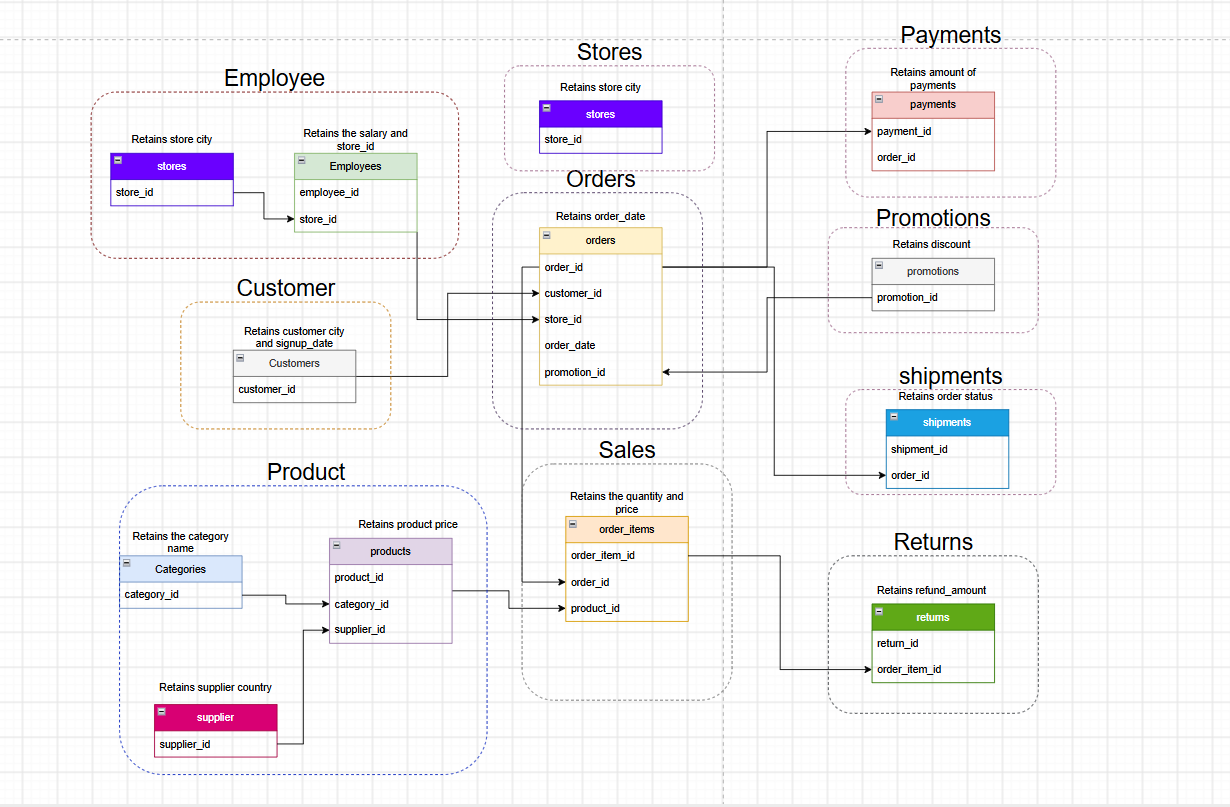 Employee
Retains store city
stores
store_id
Retains the salary and
store_id
Employees
employee_id
store_id
Customer
Retains customer city
and signup_date
Customers
customer_id
Product
Retains the category
name
Categories
category_id
Retains product price
products
product_id
category_id
supplier_id
Retains supplier country
supplier
supplier_id
Stores
Retains store city
stores
store_id
Orders
Retains order_date
orders
order_id
customer_id
store_id
order_date
promotion_id
Sales
Retains the quantity and
price
order_items
order_item_id
order_id
product_id
Payments
Retains amount of
payments
payments
payment_id
order_id
Promotions
Retains discount
promotions
promotion_id
shipments
Retains order status
shipments
shipment_id
order_id
Returns
Retains refund_amount
returns
return_id
order_item_id